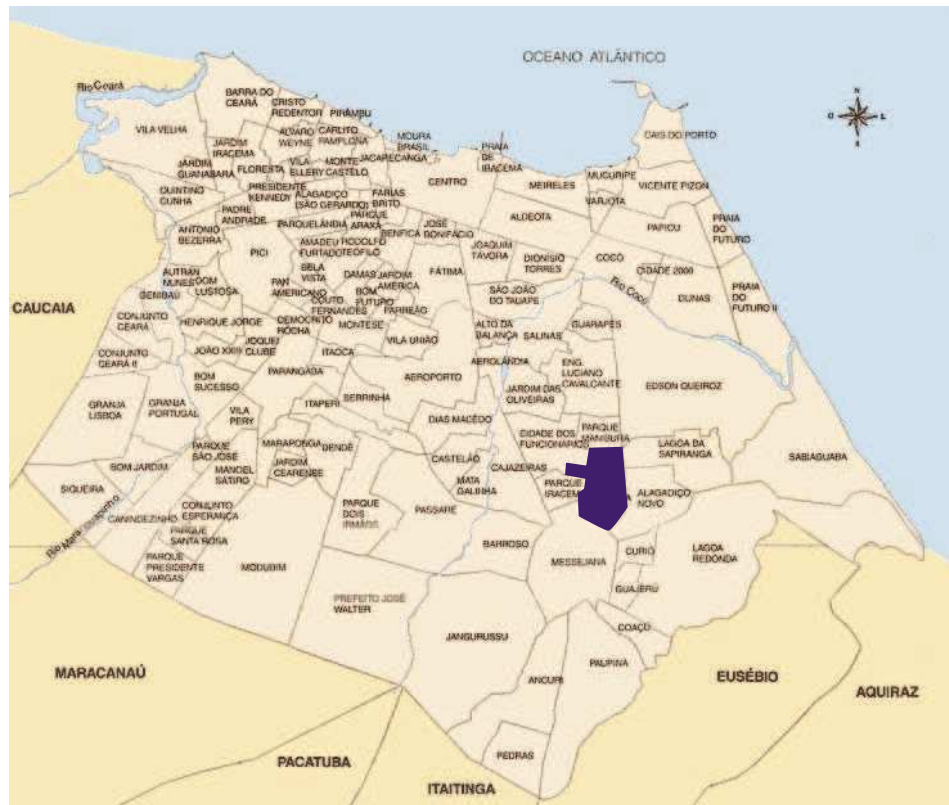 OCEANO ATLÂNTICO
N
O
L
Rio Ceará
BARRA DO
CEARÁ
CRISTO
REDENTOR
PIRAMBU
VILA VELHA
JARDIM
IRACEMA
ALVARO
WEYNE
CARLITO
PAMPLONA
MOURA
BRASIL
JACARECANGA
PRAIA
DE
IRACEMA
CAIS DO PORTO
JARDIM
GUANABARA
FLORESTA
VILA
ELLERY
MONTE
CASTELO
CENTRO
MEIRELES
MUCURIPE
VICENTE PIZON
QUINTINO
CUNHA
PRESIDENTE
KENNEDY
ALAGADIÇO
(SÃO GERARDO)
FARIAS
BRITO
VARJOTA
PADRE
ANDRADE
PARQUELÂNDIA
PARQUE
ARAXÁ
BENFICA
JOSÉ
BONIFÁCIO
ALDEOTA
PAPICU
PRAIA
DO
FUTURO
ANTONIO
BEZERRA
PICI
AMADEU
FURTADO
RODOLFO
TEÓFILO
JOAQUIM
TÁVORA
DIONÍSIO
TORRES
COCÓ
CIDADE 2000
AUTRAN
NUNES
DOM
LUSTOSA
BELA
VISTA
PAN
AMERICANO
DAMAS
JARDIM
AMÉRICA
FÁTIMA
SÃO JOÃO
DO TAUAPE
Rio Cocó
DUNAS
PRAIA
DO
FUTURO II
CAUCAIA
GENIBAÚ
COUTO
FERNANDES
BOM
FUTURO
PARREÃO
CONJUNTO
CEARÁ
HENRIQUE JORGE
DEMOCRITO
ROCHA
MONTESE
VILA UNIÃO
ALTO DA
BALANÇA
SALINAS
GUARAPES
CONJUNTO
CEARÁ II
JOÃO XXIII
JOQUEI
CLUBE
ITAOCA
AEROLÂNDIA
ENG.
LUCIANO
CAVALCANTE
BOM
SUCESSO
PARANGABA
AEROPORTO
JARDIM DAS
OLIVEIRAS
EDSON QUEIROZ
GRANJA
LISBOA
GRANJA
PORTUGAL
VILA
PERY
ITAPERI
SERRINHA
DIAS MACÊDO
CIDADE DOS
FUNCIONÁRIOS
PARQUE
MANIBURA
PARQUE
SÃO JOSÉ
MARAPONGA
DENDÊ
CASTELÃO
CAJAZEIRAS
LAGOA DA
SAPIRANGA
SABIAGUABA
BOM JARDIM
MANOEL
SÁTIRO
JARDIM
CEARENSE
MATA
GALINHA
PARQUE
IRACEMA
ALAGADIÇO
NOVO
SIQUEIRA
CONJUNTO
ESPERANÇA
PARQUE
DOIS
IRMÃOS
PASSARÉ
Rio Maranguapinho
CANINDEZINHO
PARQUE
SANTA ROSA
BARROSO
MESSEJANA
CURIÓ
LAGOA
REDONDA
PARQUE
PRESIDENTE
VARGAS
MODUBIM
PREFEITO JOSÉ
WALTER
GUAJERÚ
JANGURUSSU
COAÇÚ
PAUPINA
MARACANAÚ
ANCURI
EUSÉBIO
AQUIRAZ
PEDRAS
PACATUBA
ITAITINGA